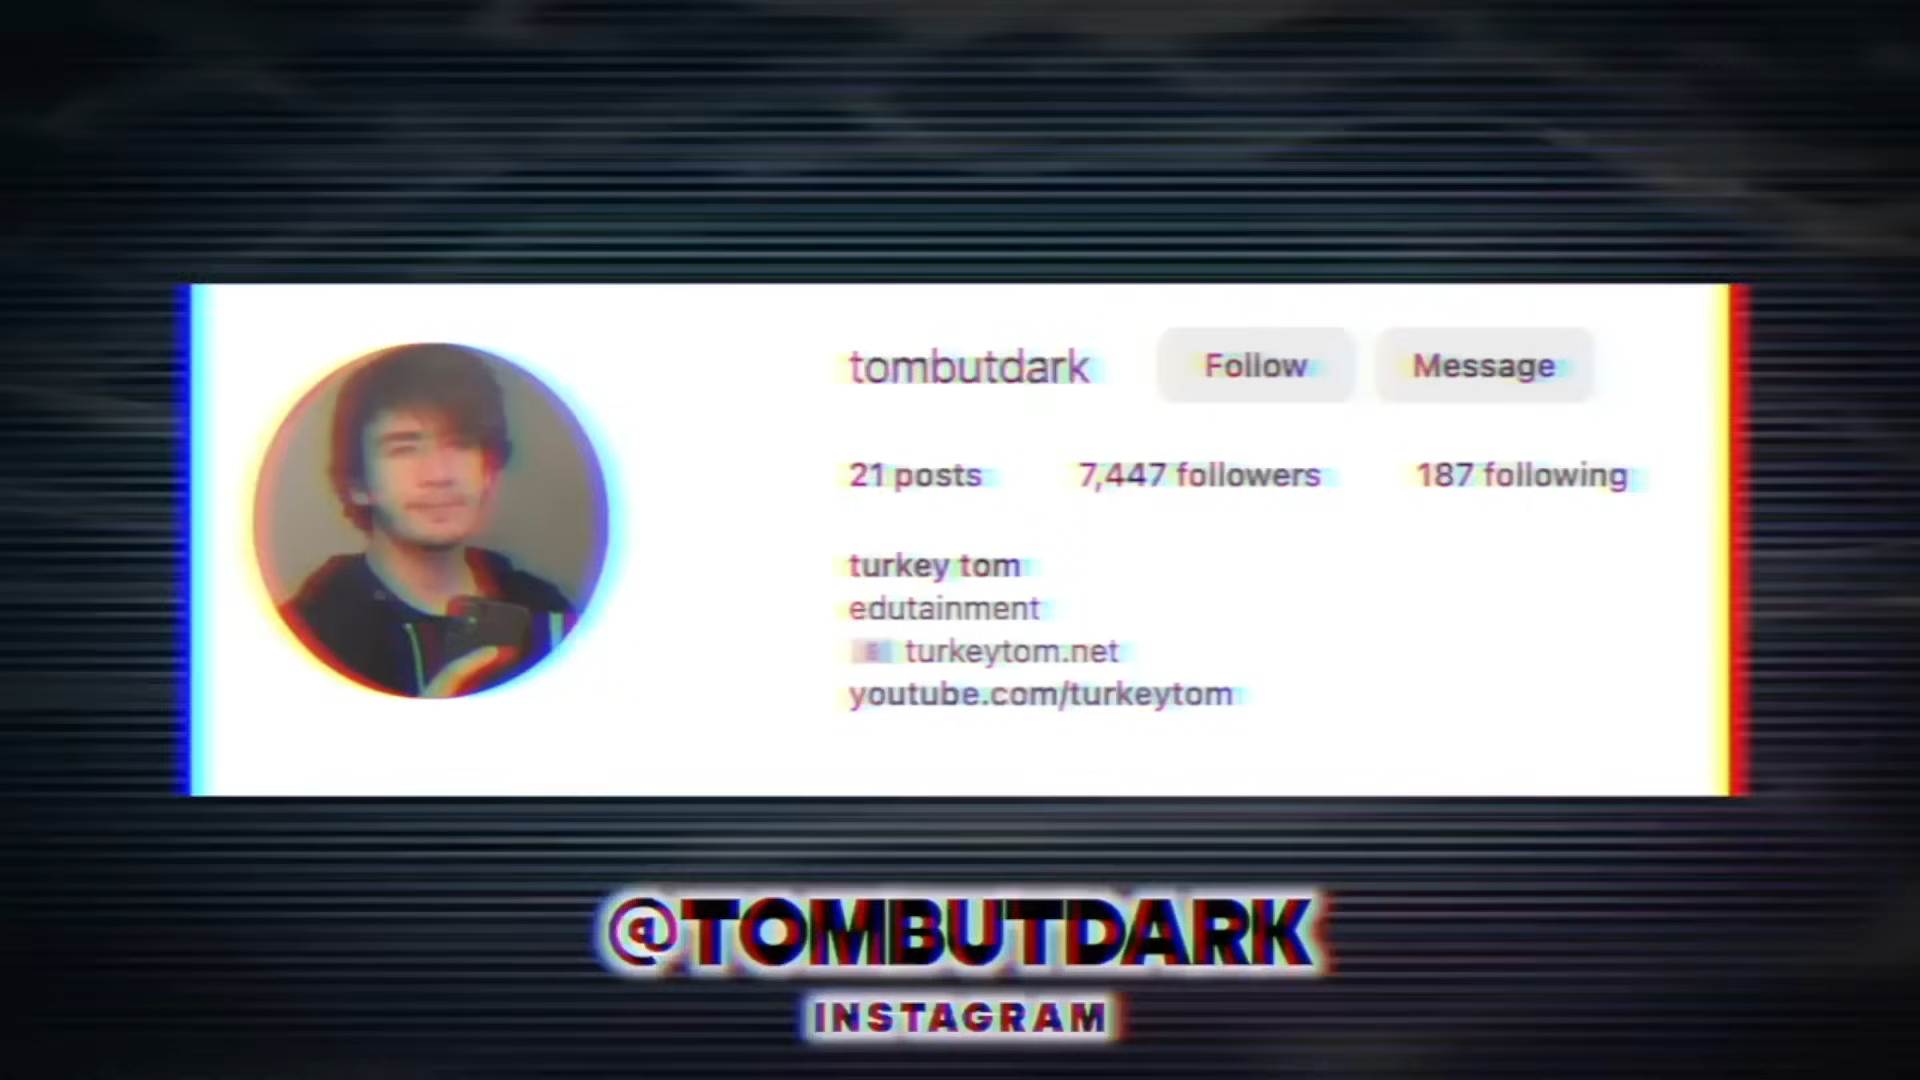 tombutdark Follow Message
21 posts 7,447 followers 187 following
turkey tom
edutainment
turkeytom.net
youtube.com/turkeytom
@TOMBUTDARK
INSTAGRAM